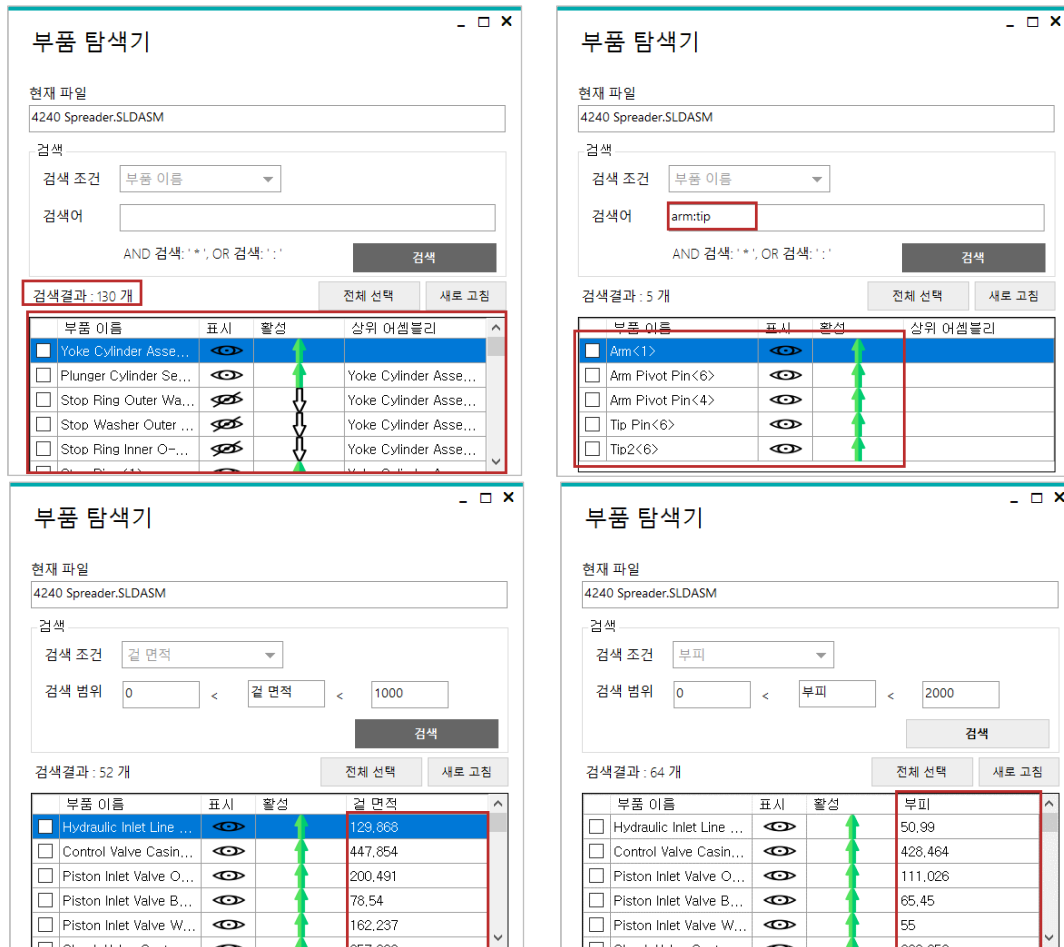 부품 탐색기
현재 파일
4240 Spreader.SLDASM
검색
검색 조건 부품 이름
검색어
AND 검색: ' * ', OR 검색: ' : ' 검색
검색결과 : 130 개 전체 선택 새로 고침
부품 이름 표시 활성 상위 어셈블리
Yoke Cylinder Asse...
Plunger Cylinder Se... Yoke Cylinder Asse...
Stop Ring Outer Wa... Yoke Cylinder Asse...
Stop Washer Outer ... Yoke Cylinder Asse...
Stop Ring Inner O-... Yoke Cylinder Asse...
부품 탐색기
현재 파일
4240 Spreader.SLDASM
검색
검색 조건 부품 이름
검색어 arm:tip
AND 검색: ' * ', OR 검색: ' : ' 검색
검색결과 : 5 개 전체 선택 새로 고침
부품 이름 표시 활성 상위 어셈블리
Arm<1>
Arm Pivot Pin<6>
Arm Pivot Pin<4>
Tip Pin<6>
Tip2<6>
부품 탐색기
현재 파일
4240 Spreader.SLDASM
검색
검색 조건 겉 면적
검색 범위 0 < 겉 면적 < 1000
검색
검색결과 : 52 개 전체 선택 새로 고침
부품 이름 표시 활성 겉 면적
Hydraulic Inlet Line ... 129,868
Control Valve Casin... 447,854
Piston Inlet Valve O... 200,491
Piston Inlet Valve B... 78,54
Piston Inlet Valve W... 162,237
부품 탐색기
현재 파일
4240 Spreader.SLDASM
검색
검색 조건 부피
검색 범위 0 < 부피 < 2000
검색
검색결과 : 64 개 전체 선택 새로 고침
부품 이름 표시 활성 부피
Hydraulic Inlet Line ... 50,99
Control Valve Casin... 428,464
Piston Inlet Valve O... 111,026
Piston Inlet Valve B... 65,45
Piston Inlet Valve W... 55